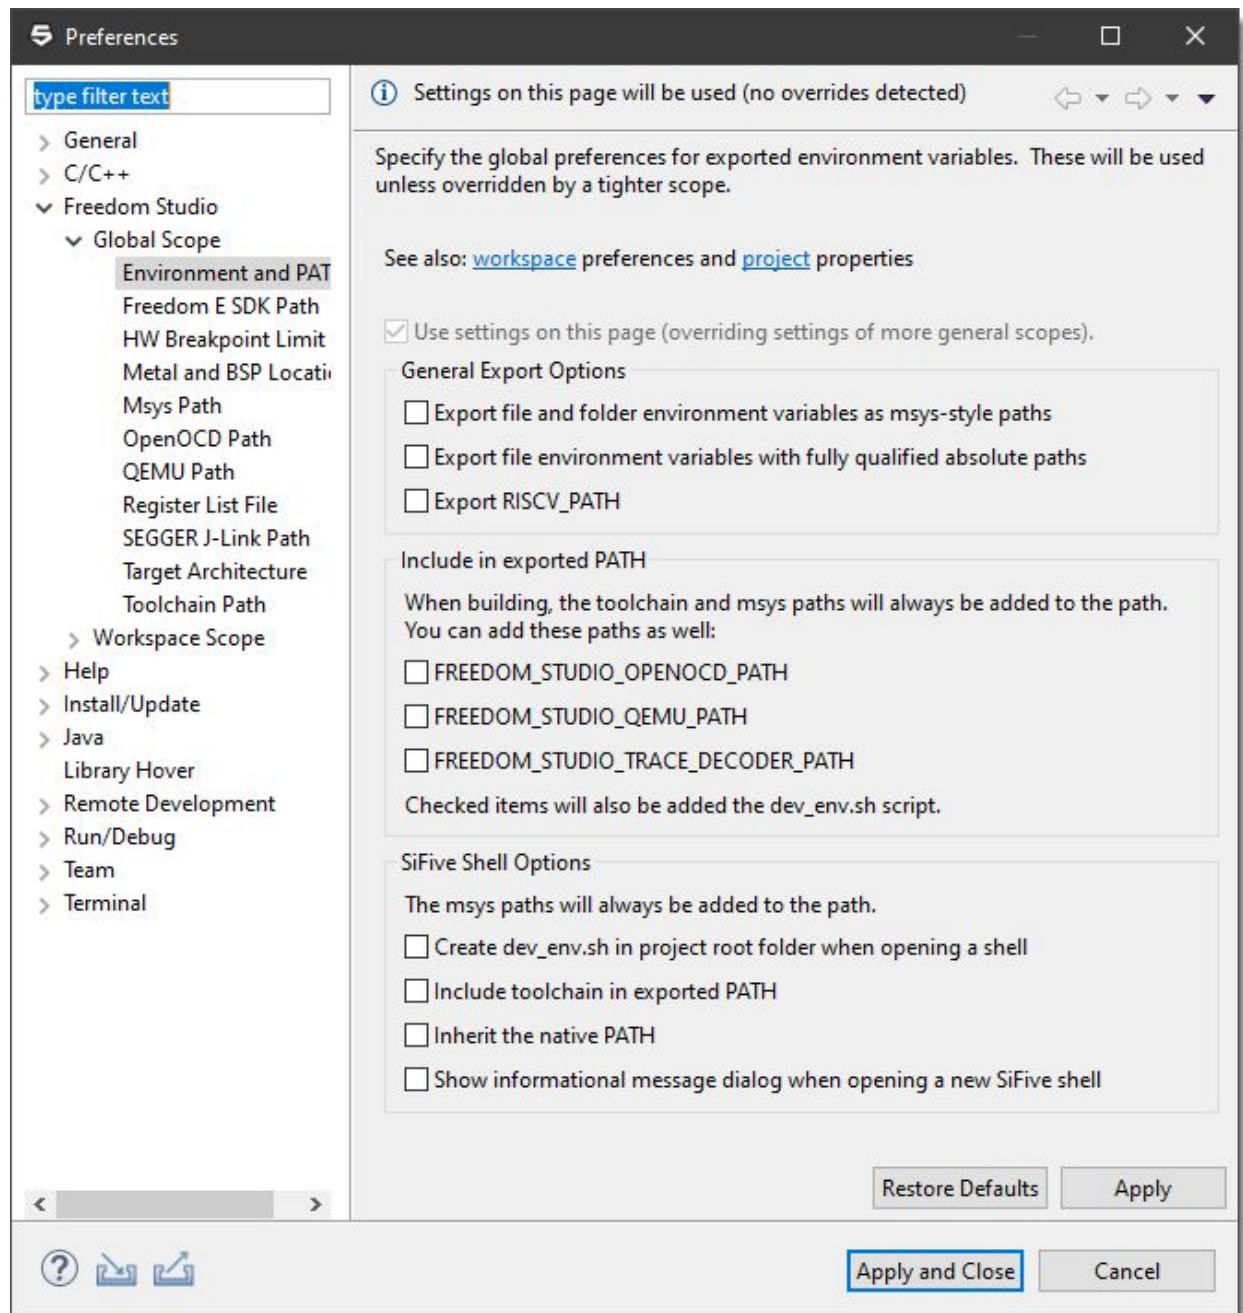 Preferences
type filter text
General
C/C++
Freedom Studio
Global Scope
Environment and PAT
Freedom E SDK Path
HW Breakpoint Limit
Metal and BSP Locati
Msys Path
OpenOCD Path
QEMU Path
Register List File
SEGGER J-Link Path
Target Architecture
Toolchain Path
Workspace Scope
Help
Install/Update
Java
Library Hover
Remote Development
Run/Debug
Team
Terminal
Settings on this page will be used (no overrides detected)
Specify the global preferences for exported environment variables.  These will be used
unless overridden by a tighter scope.
See also: workspace preferences and project properties
Use settings on this page (overriding settings of more general scopes).
General Export Options
Export file and folder environment variables as msys-style paths
Export file environment variables with fully qualified absolute paths
Export RISCV_PATH
Include in exported PATH
When building, the toolchain and msys paths will always be added to the path.
You can add these paths as well:
FREEDOM_STUDIO_OPENOCD_PATH
FREEDOM_STUDIO_QEMU_PATH
FREEDOM_STUDIO_TRACE_DECODER_PATH
Checked items will also be added the dev_env.sh script.
SiFive Shell Options
The msys paths will always be added to the path.
Create dev_env.sh in project root folder when opening a shell
Include toolchain in exported PATH
Inherit the native PATH
Show informational message dialog when opening a new SiFive shell
Restore Defaults
Apply
Apply and Close
Cancel